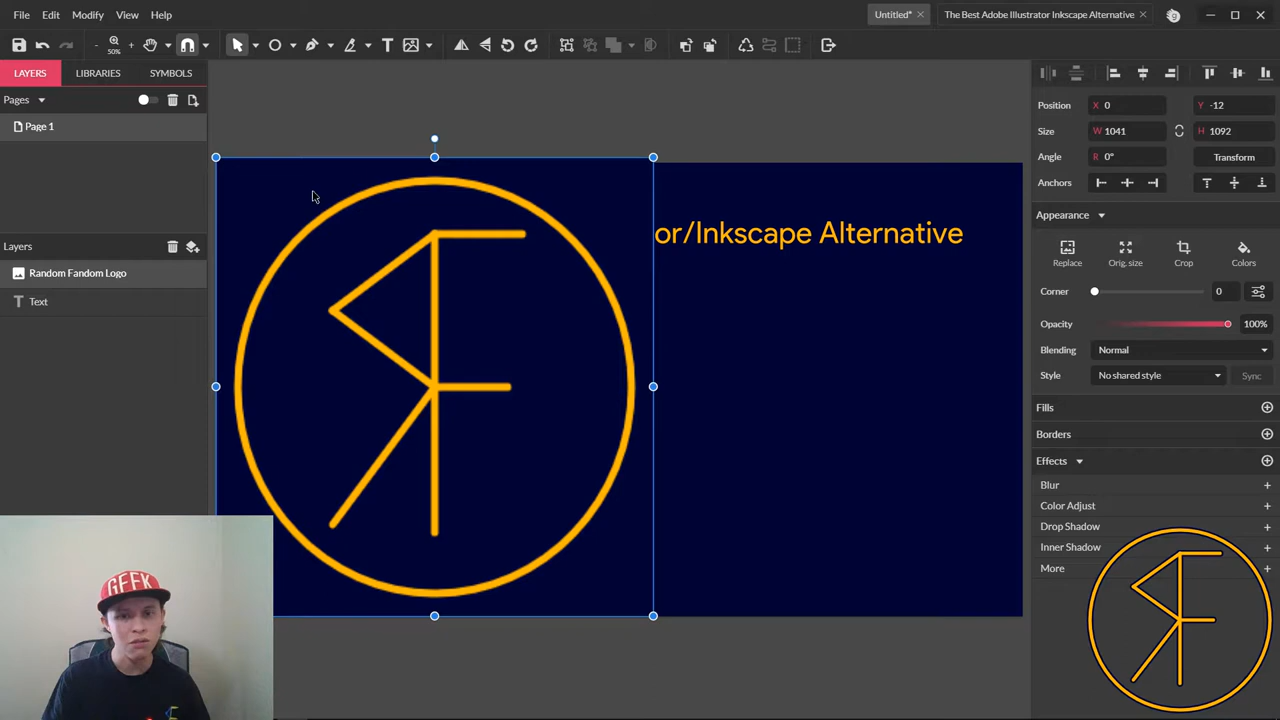 File Edit Modify View Help
Untitled*
The Best Adobe Illustrator Inkscape Alternative
- 50% +
LAYERS LIBRARIES SYMBOLS
Pages
Page 1
Layers
Random Fandom Logo
Text
or/Inkscape Alternative
GEEK
Position X 0 Y -12
Size W 1041 H 1092
Angle R 0° Transform
Anchors
Appearance
Replace Orig. size Crop Colors
Corner 0
Opacity 100%
Blending Normal
Style No shared style Sync
Fills
Borders
Effects
Blur +
Color Adjust +
Drop Shadow +
Inner Shadow +
More +